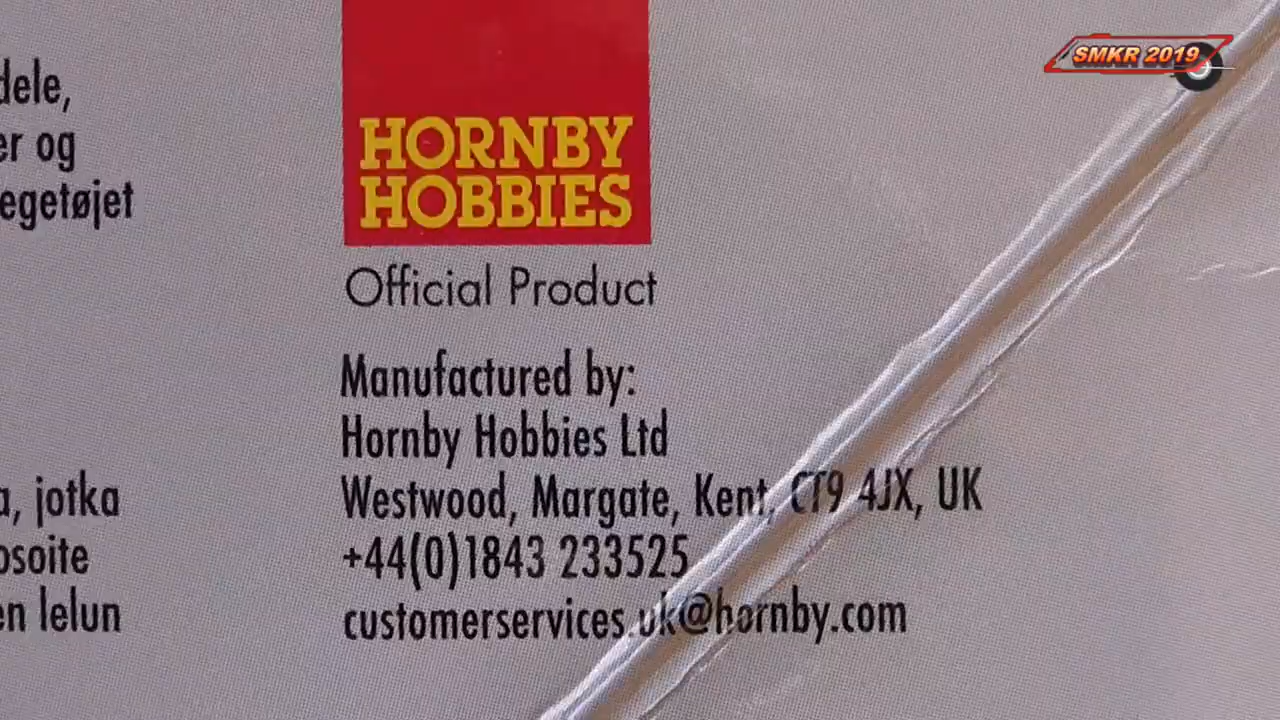 SMKR 2019
dele,
er og
egetøjet
HORNBY
HOBBIES
Official Product
Manufactured by:
Hornby Hobbies Ltd
Westwood, Margate, Kent, CT9 4JX, UK
+44(0)1843 233525
customerservices.uk@hornby.com
a, jotka
osoite
en lelun